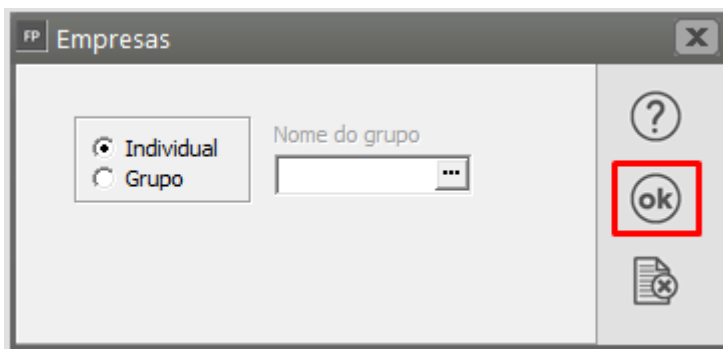 FP Empresas
Individual
Grupo
Nome do grupo
...
?
ok